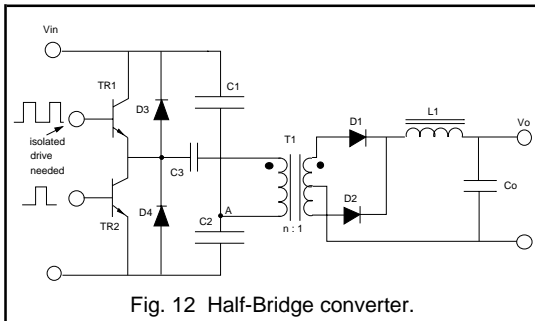 Vin
TR1
D3
C1
isolated
drive
needed
C3
T1
D1
L1
Vo
D2
Co
A
D4
C2
TR2
n : 1
Fig. 12 Half-Bridge converter.